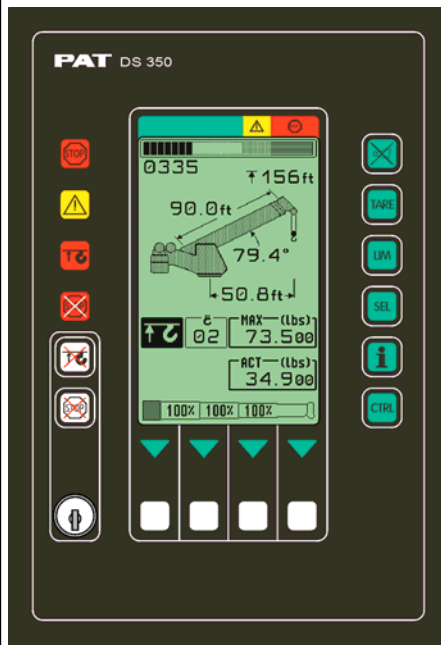 PAT DS 350
0335
156ft
90.0ft
79.4°
50.8ft
02
MAX (lbs)
73.500
ACT (lbs)
34.900
100% 100% 100%
STOP
STOP
TARE
LIM
SEL
i
CTRL